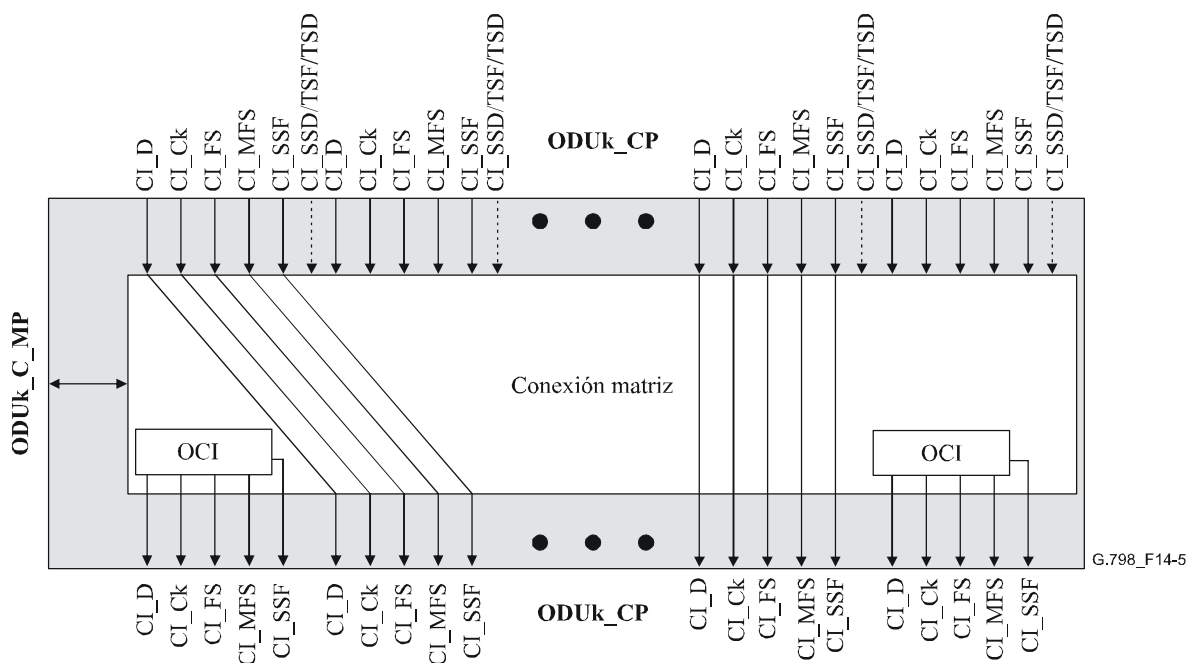 CI_D
CI_Ck
CI_FS
CI_MFS
CI_SSF
CI_SSD/TSF/TSD
CI_D
CI_Ck
CI_FS
CI_MFS
CI_SSF
CI_SSD/TSF/TSD
ODUk_CP
CI_D
CI_Ck
CI_FS
CI_MFS
CI_SSF
CI_SSD/TSF/TSD
CI_D
CI_Ck
CI_FS
CI_MFS
CI_SSF
CI_SSD/TSF/TSD
ODUk_C_MP
Conexión matriz
OCI
OCI
G.798_F14-5
CI_D
CI_Ck
CI_FS
CI_MFS
CI_SSF
CI_D
CI_Ck
CI_FS
CI_MFS
CI_SSF
ODUk_CP
CI_D
CI_Ck
CI_FS
CI_MFS
CI_SSF
CI_D
CI_Ck
CI_FS
CI_MFS
CI_SSF